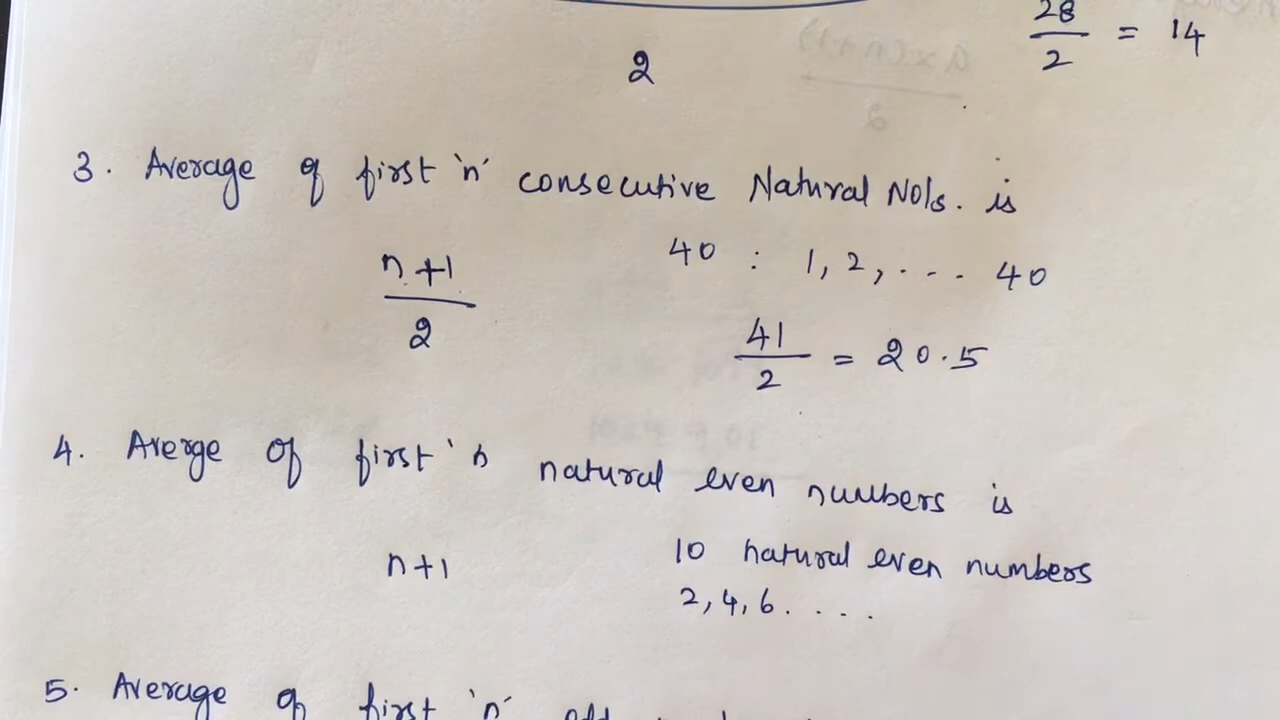 28/2 = 14
2
3. Average of first 'n' consecutive Natural Nols. is
n+1/2
40 : 1, 2, . . . 40
41/2 = 20.5
4. Averge of first 'n natural even numbers is
n+1
10 natural even numbers
2, 4, 6 . . . .
5. Average of first 'n'